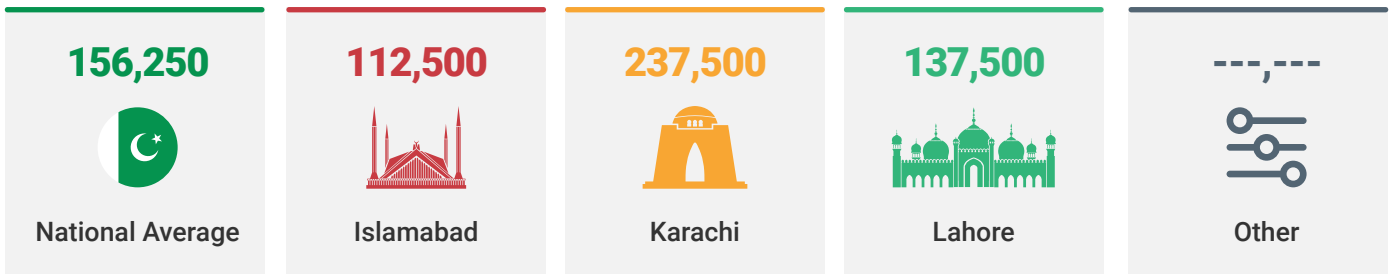 156,250
National Average
112,500
Islamabad
237,500
Karachi
137,500
Lahore
---,---
Other